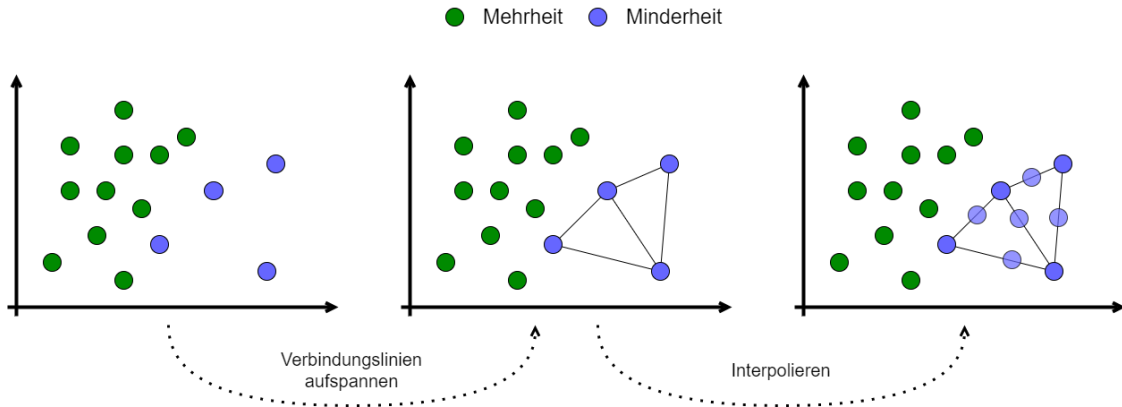 Mehrheit Minderheit
Verbindungslinien
aufspannen
Interpolieren